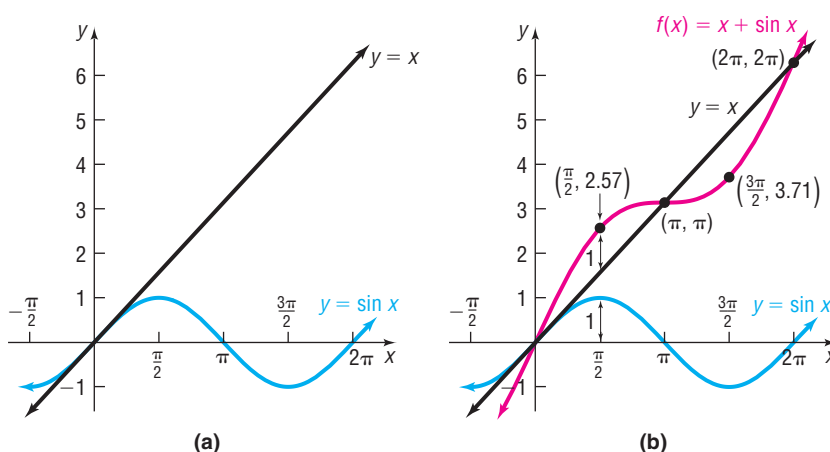 y
6
5
4
3
2
1
−1
y = x
y = sin x
−π/2
π/2
π
3π/2
2π
x
(a)
f(x) = x + sin x
y
6
5
4
3
2
1
−1
(2π, 2π)
y = x
(π/2, 2.57)
(3π/2, 3.71)
(π, π)
1
1
y = sin x
−π/2
π/2
π
3π/2
2π
x
(b)